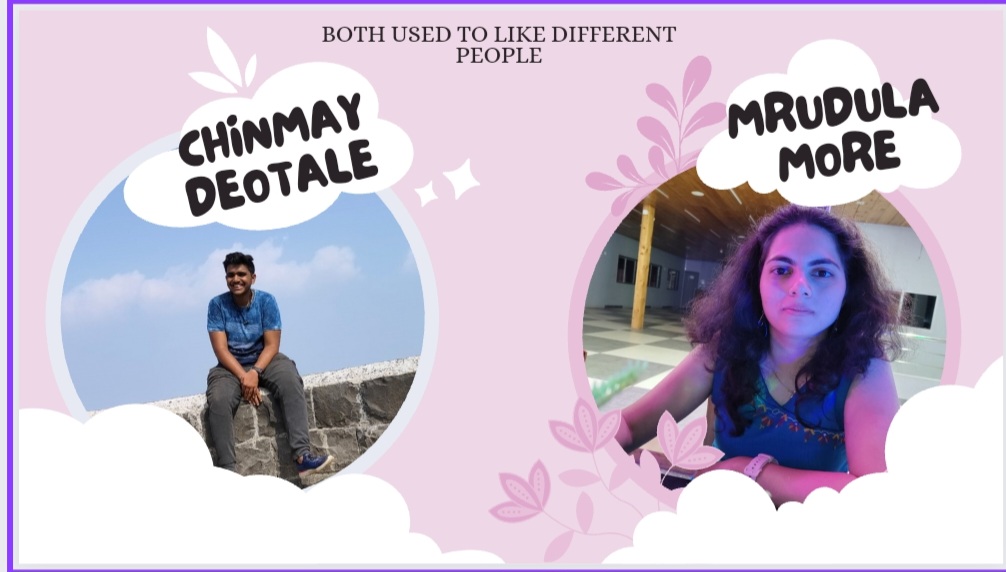 BOTH USED TO LIKE DIFFERENT
PEOPLE
CHiNMAY
DEOTALE
MRUDULA
MoRE